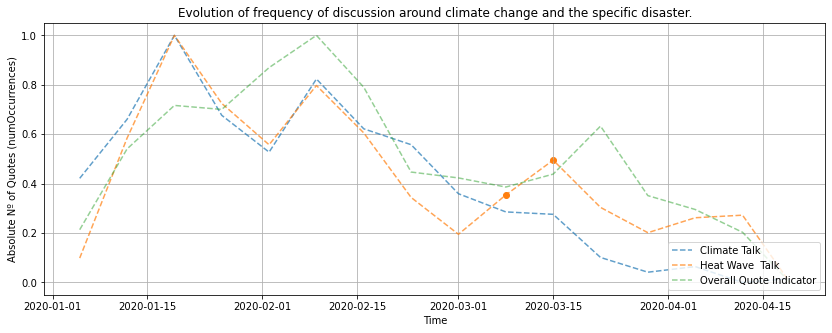 Evolution of frequency of discussion around climate change and the specific disaster.
Absolute Nº of Quotes (numOccurrences)
1.0
0.8
0.6
0.4
0.2
0.0
Climate Talk
Heat Wave  Talk
Overall Quote Indicator
2020-01-01 2020-01-15 2020-02-01 2020-02-15 2020-03-01 2020-03-15 2020-04-01 2020-04-15
Time